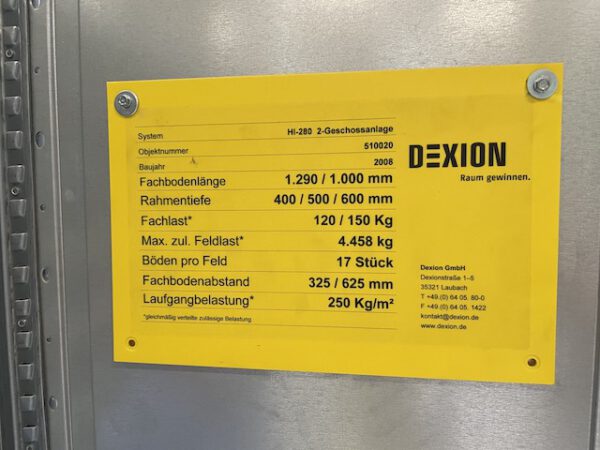 System HI-280 2-Geschossanlage
Objektnummer 510020
Baujahr 2008
Fachbodenlänge 1.290 / 1.000 mm
Rahmentiefe 400 / 500 / 600 mm
Fachlast* 120 / 150 Kg
Max. zul. Feldlast* 4.458 kg
Böden pro Feld 17 Stück
Fachbodenabstand 325 / 625 mm
Laufgangbelastung* 250 Kg/m²
*gleichmäßig verteilte zulässige Belastung
DEXION
Raum gewinnen.
Dexion GmbH
Dexionstraße 1–5
35321 Laubach
T +49.(0) 64 05. 80-0
F +49.(0) 64 05. 1422
kontakt@dexion.de
www.dexion.de